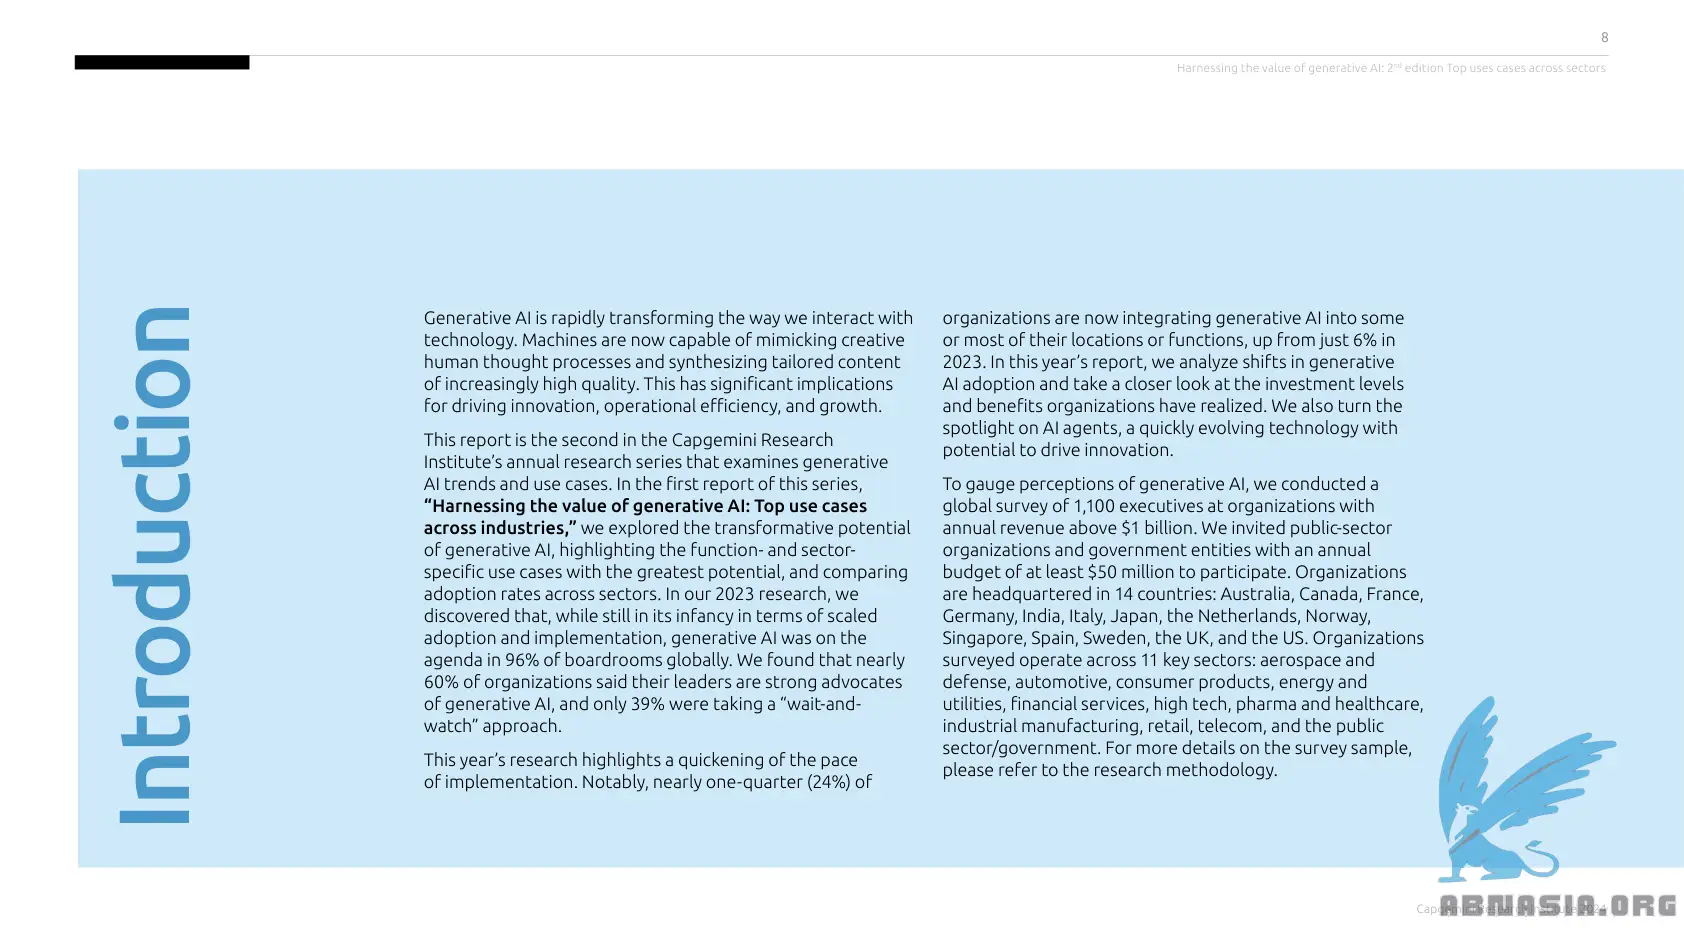 8
Harnessing the value of generative AI: 2nd edition Top uses cases across sectors
Introduction
Generative AI is rapidly transforming the way we interact with
technology. Machines are now capable of mimicking creative
human thought processes and synthesizing tailored content
of increasingly high quality. This has significant implications
for driving innovation, operational efficiency, and growth.
This report is the second in the Capgemini Research
Institute’s annual research series that examines generative
AI trends and use cases. In the first report of this series,
“Harnessing the value of generative AI: Top use cases
across industries,” we explored the transformative potential
of generative AI, highlighting the function- and sector-
specific use cases with the greatest potential, and comparing
adoption rates across sectors. In our 2023 research, we
discovered that, while still in its infancy in terms of scaled
adoption and implementation, generative AI was on the
agenda in 96% of boardrooms globally. We found that nearly
60% of organizations said their leaders are strong advocates
of generative AI, and only 39% were taking a “wait-and-
watch” approach.
This year’s research highlights a quickening of the pace
of implementation. Notably, nearly one-quarter (24%) of
organizations are now integrating generative AI into some
or most of their locations or functions, up from just 6% in
2023. In this year’s report, we analyze shifts in generative
AI adoption and take a closer look at the investment levels
and benefits organizations have realized. We also turn the
spotlight on AI agents, a quickly evolving technology with
potential to drive innovation.
To gauge perceptions of generative AI, we conducted a
global survey of 1,100 executives at organizations with
annual revenue above $1 billion. We invited public-sector
organizations and government entities with an annual
budget of at least $50 million to participate. Organizations
are headquartered in 14 countries: Australia, Canada, France,
Germany, India, Italy, Japan, the Netherlands, Norway,
Singapore, Spain, Sweden, the UK, and the US. Organizations
surveyed operate across 11 key sectors: aerospace and
defense, automotive, consumer products, energy and
utilities, financial services, high tech, pharma and healthcare,
industrial manufacturing, retail, telecom, and the public
sector/government. For more details on the survey sample,
please refer to the research methodology.
Capgemini Research Institute 2024
ABNASIA.ORG